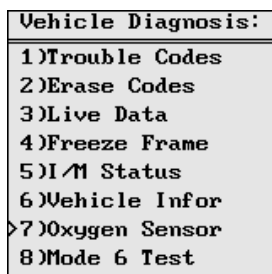 Vehicle Diagnosis:
1)Trouble Codes
2)Erase Codes
3)Live Data
4)Freeze Frame
5)I/M Status
6)Vehicle Infor
>7)Oxygen Sensor
8)Mode 6 Test